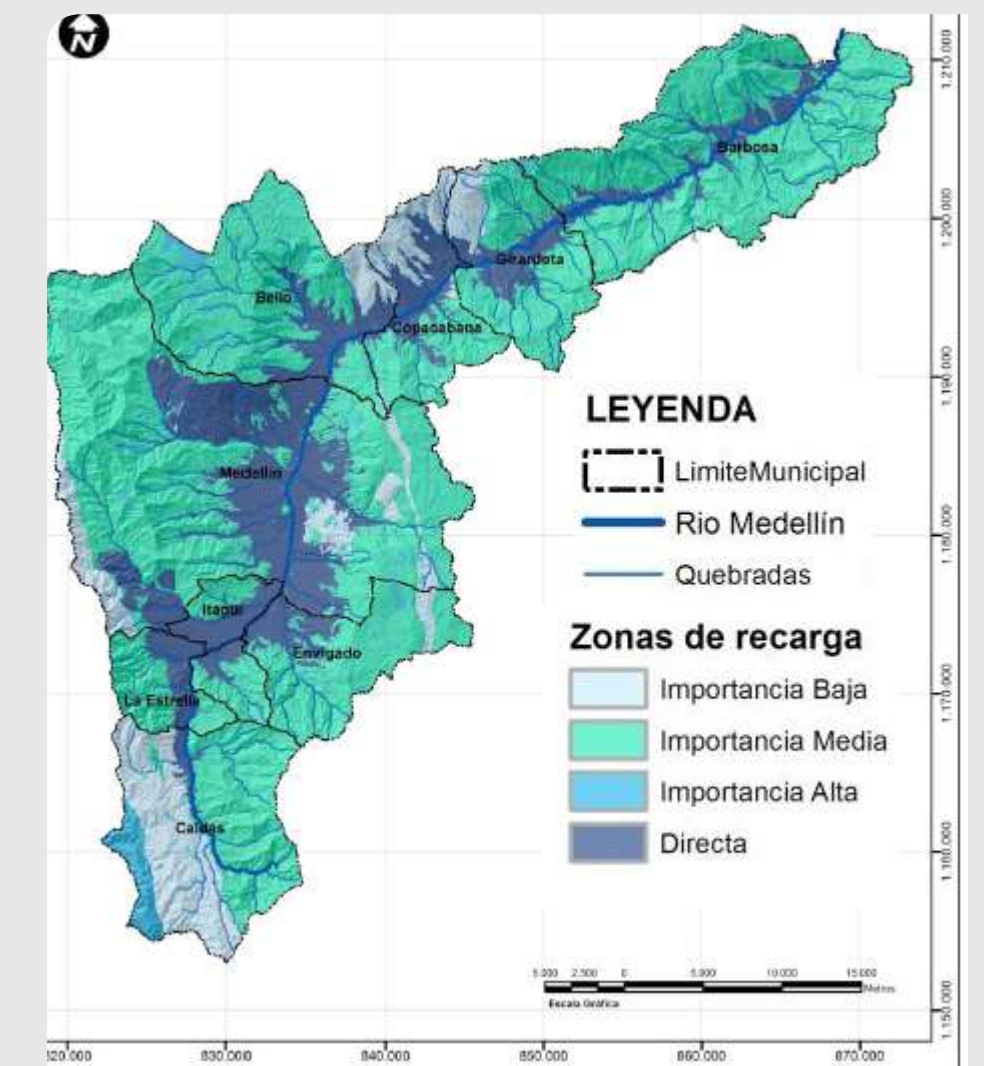 N
1.210.000
Barbosa
1.200.000
Girardota
Bello
Copacabana
1.190.000
LEYENDA
LimiteMunicipal
Medellín
Rio Medellín
1.180.000
Quebradas
Itagüí
Zonas de recarga
Envigado
Importancia Baja
La Estrella
1.170.000
Importancia Media
Importancia Alta
Caldas
Directa
1.160.000
5.000 2.500 0 5.000 10.000 15.000
Metros
Escala Gráfica
1.150.000
820.000 830.000 840.000 850.000 860.000 870.000